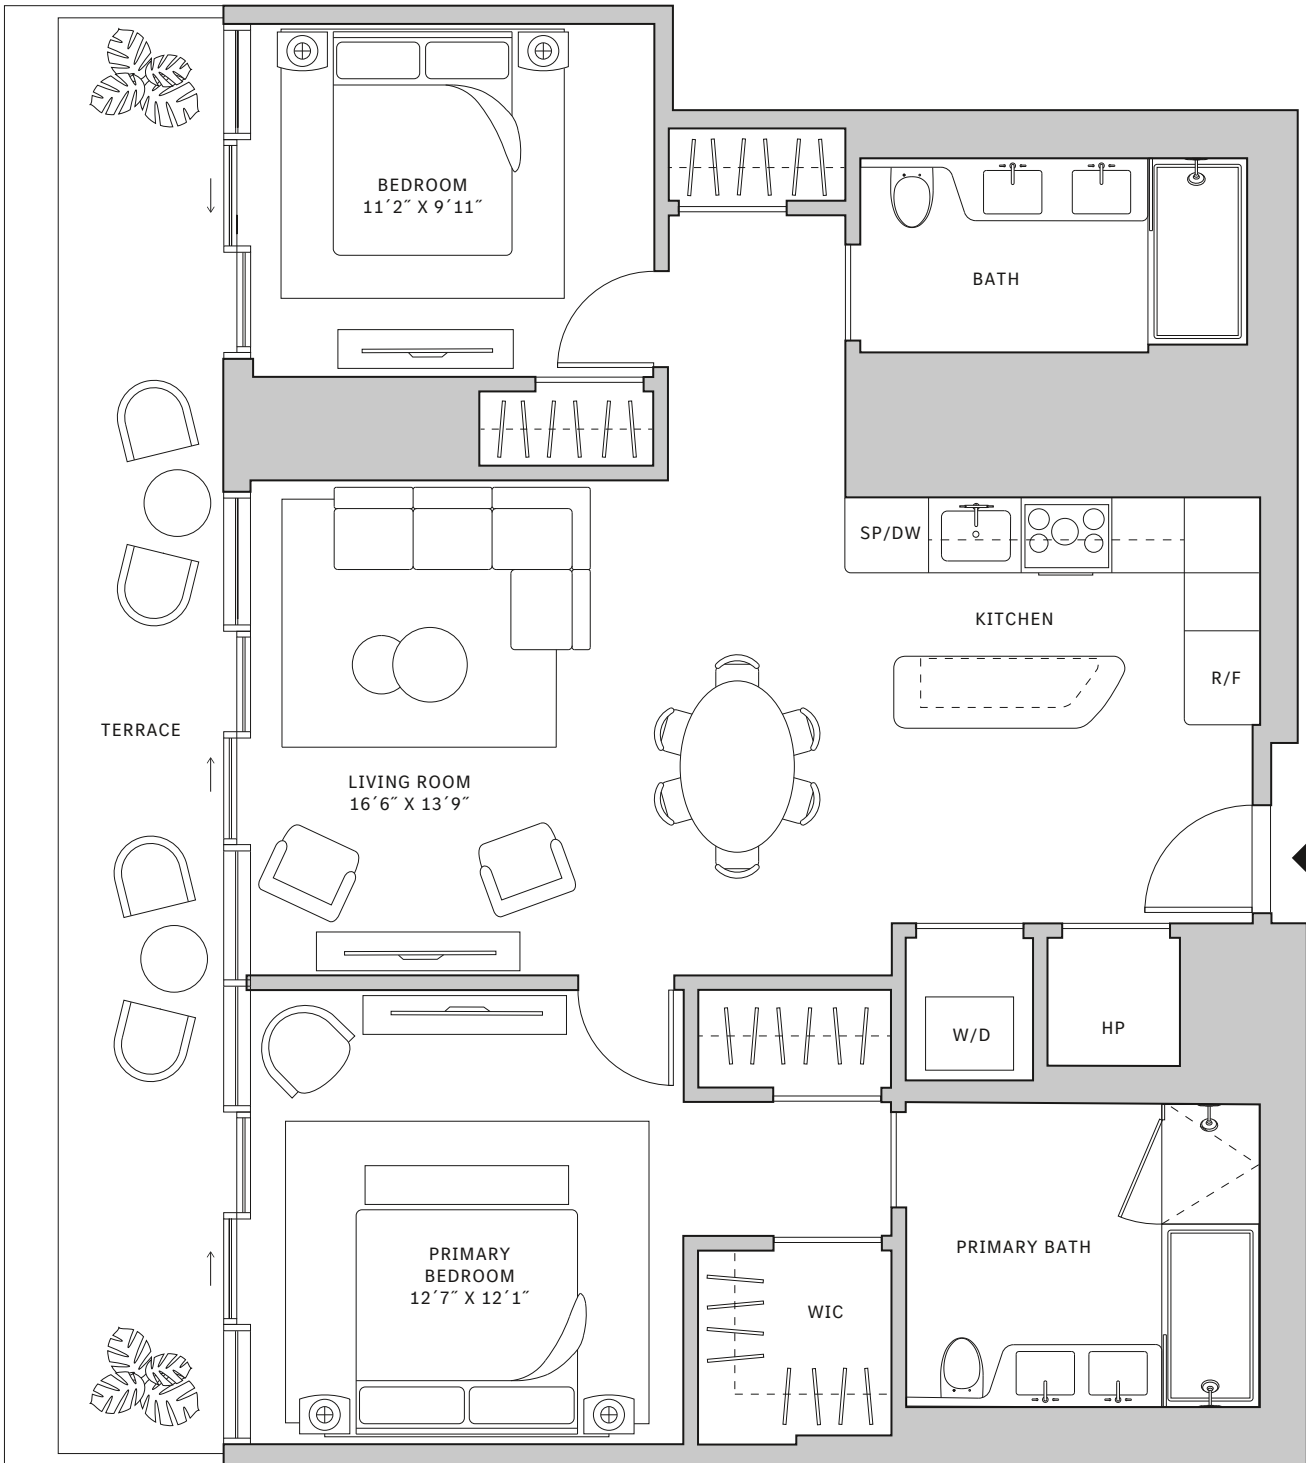 BEDROOM
11´2˝ X 9´11˝
BATH
SP/DW
KITCHEN
R/F
TERRACE
LIVING ROOM
16´6˝ X 13´9˝
W/D
HP
PRIMARY
BEDROOM
12´7˝ X 12´1˝
PRIMARY BATH
WIC